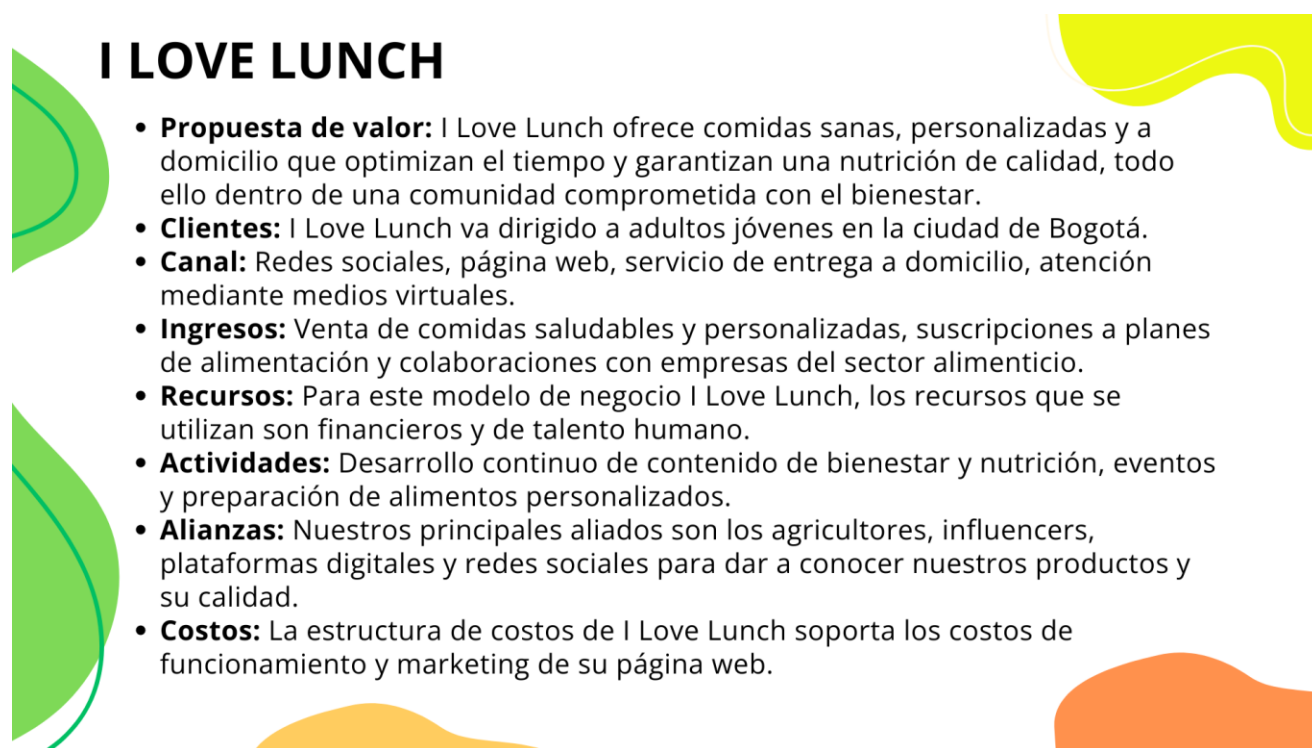 I LOVE LUNCH
• Propuesta de valor: I Love Lunch ofrece comidas sanas, personalizadas y a
domicilio que optimizan el tiempo y garantizan una nutrición de calidad, todo
ello dentro de una comunidad comprometida con el bienestar.
• Clientes: I Love Lunch va dirigido a adultos jóvenes en la ciudad de Bogotá.
• Canal: Redes sociales, página web, servicio de entrega a domicilio, atención
mediante medios virtuales.
• Ingresos: Venta de comidas saludables y personalizadas, suscripciones a planes
de alimentación y colaboraciones con empresas del sector alimenticio.
• Recursos: Para este modelo de negocio I Love Lunch, los recursos que se
utilizan son financieros y de talento humano.
• Actividades: Desarrollo continuo de contenido de bienestar y nutrición, eventos
y preparación de alimentos personalizados.
• Alianzas: Nuestros principales aliados son los agricultores, influencers,
plataformas digitales y redes sociales para dar a conocer nuestros productos y
su calidad.
• Costos: La estructura de costos de I Love Lunch soporta los costos de
funcionamiento y marketing de su página web.